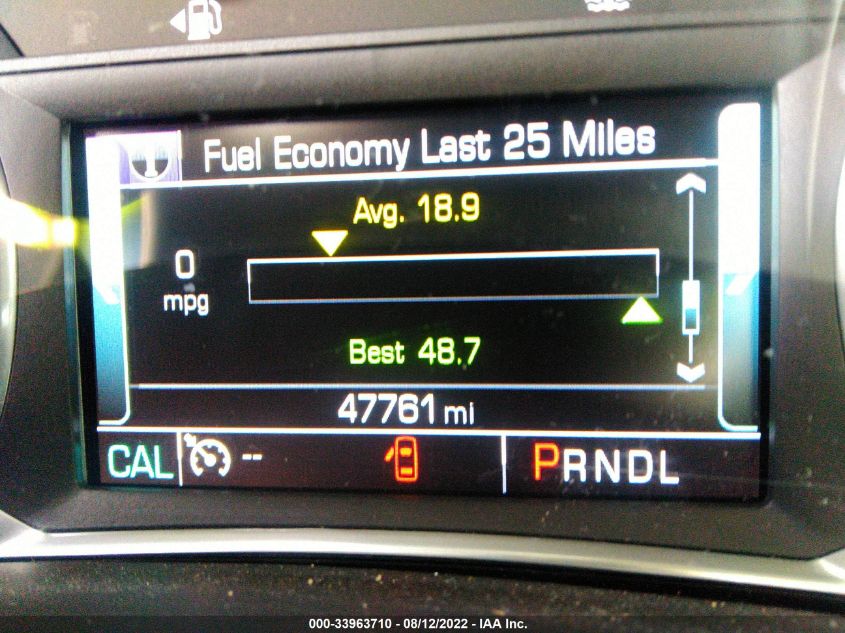 Fuel Economy Last 25 Miles
Avg. 18.9
0
mpg
Best 48.7
47761 mi
CAL -- PRNDL
000-33963710 - 08/12/2022 - IAA Inc.